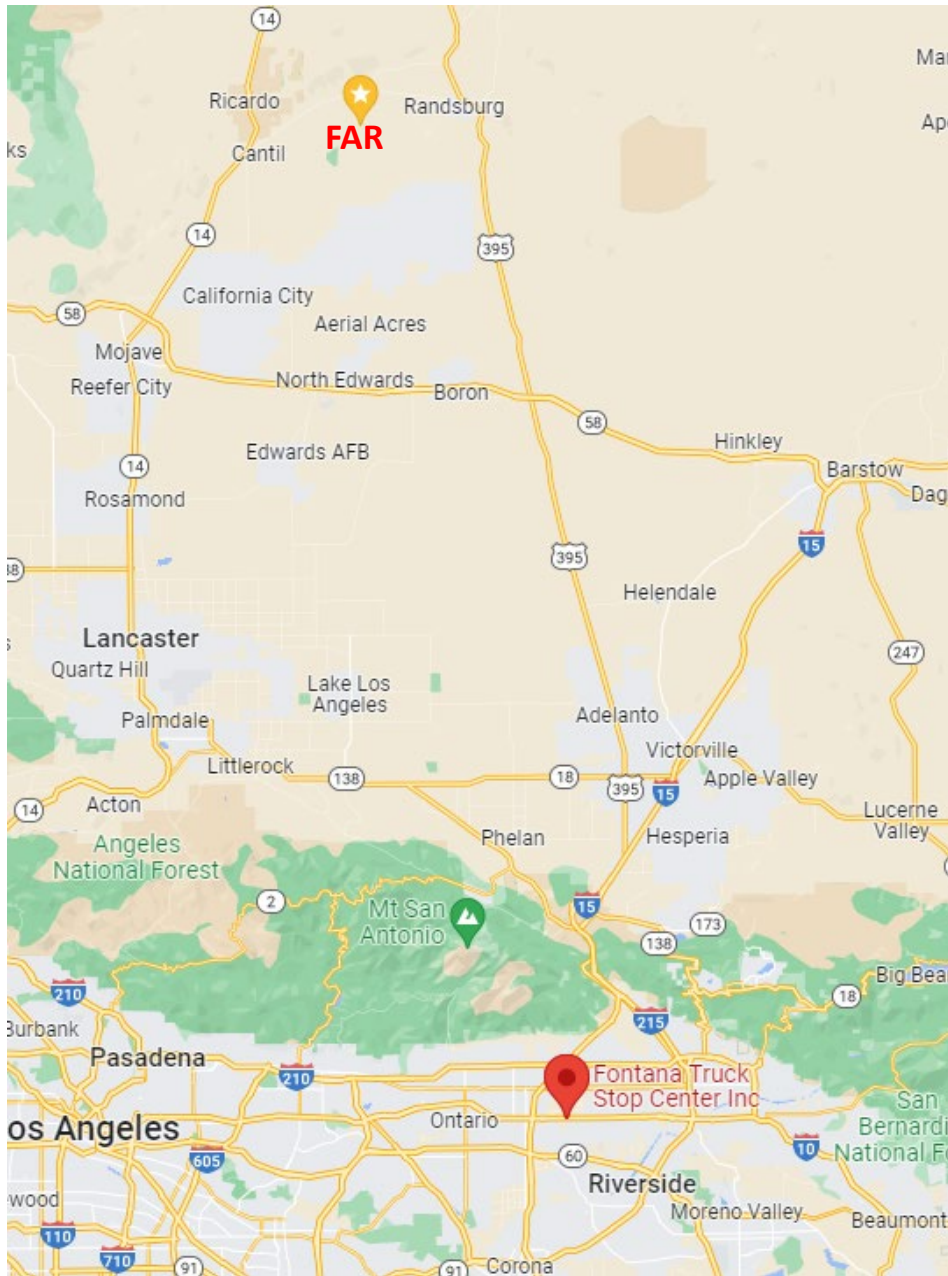 14
Mar
Ricardo
Randsburg
FAR
Ap
ks
Cantil
14
395
California City
58
Aerial Acres
Mojave
North Edwards
Reefer City
Boron
58
Hinkley
Edwards AFB
14
Barstow
Rosamond
Dag
15
395
38
Helendale
Lancaster
s
247
Quartz Hill
Lake Los
Angeles
Palmdale
Adelanto
Victorville
Littlerock
138
18
Apple Valley
395
15
14
Acton
Lucerne
Valley
Phelan
Hesperia
Angeles
National Forest
2
Mt San
Antonio
15
173
138
Big Bea
210
18
215
Burbank
Pasadena
210
Fontana Truck
Stop Center Inc
San
Bernardi
National Fo
os Angeles
Ontario
10
605
60
Riverside
wood
Moreno Valley
Beaumont
110
710
91
91
Corona